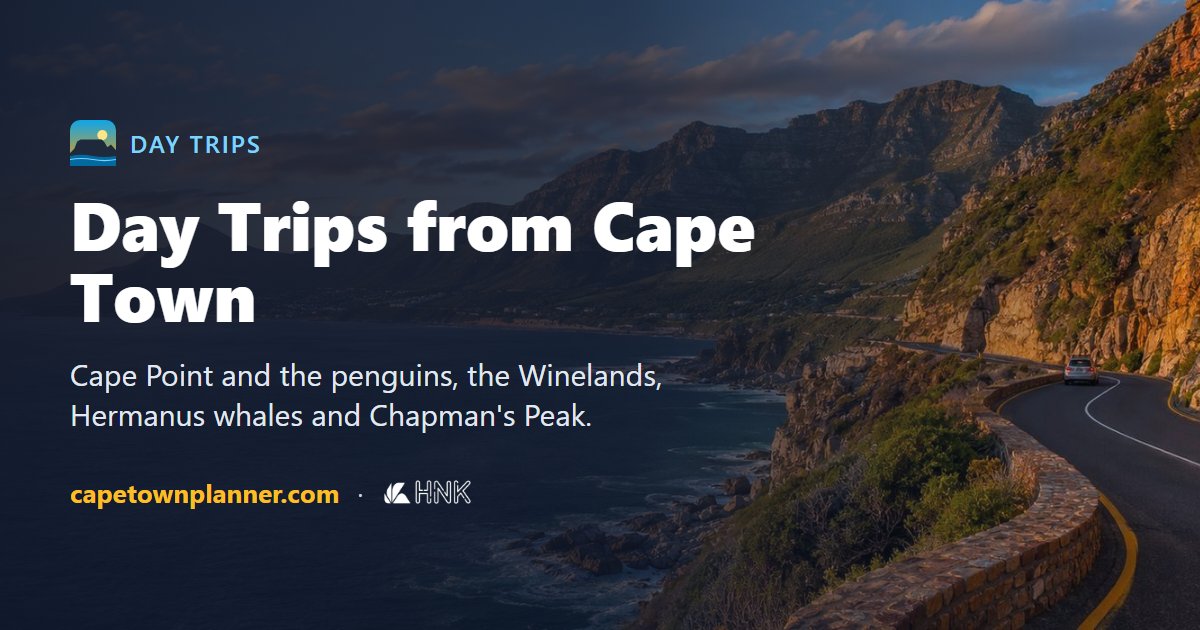 DAY TRIPS
Day Trips from Cape
Town
Cape Point and the penguins, the Winelands,
Hermanus whales and Chapman's Peak.
capetownplanner.com · HNK